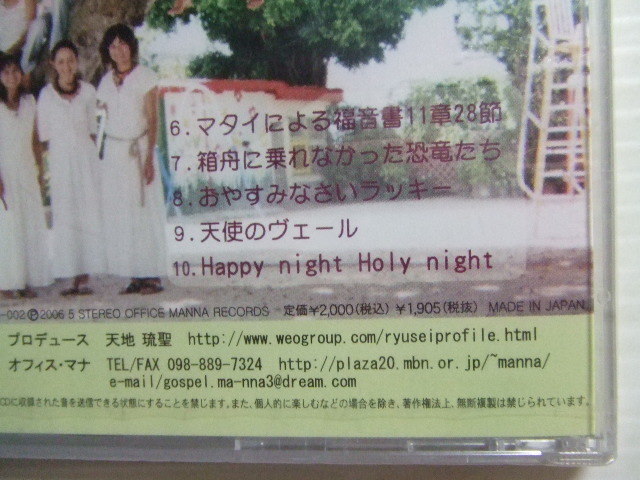 6.マタイによる福音書11章28節
7.箱舟に乗れなかった恐竜たち
8.おやすみなさいラッキー
9.天使のヴェール
10.Happy night Holy night
-002 Ⓟ2006 5 STEREO OFFICE MANNA RECORDS 定価¥2,000(税込) ¥1,905(税抜) MADE IN JAPAN
プロデュース 天地 琉聖 http://www.weogroup.com/ryuseiprofile.html
オフィス・マナ TEL/FAX 098-889-7324 http://plaza20.mbn.or.jp/~manna/
e-mail/gospel.ma-nna3@dream.com
CDに収録された音を送信できる状態にすることを禁じます。また、個人的に楽しむなどの場合を除き、著作権法上、無断複製は禁じられています。